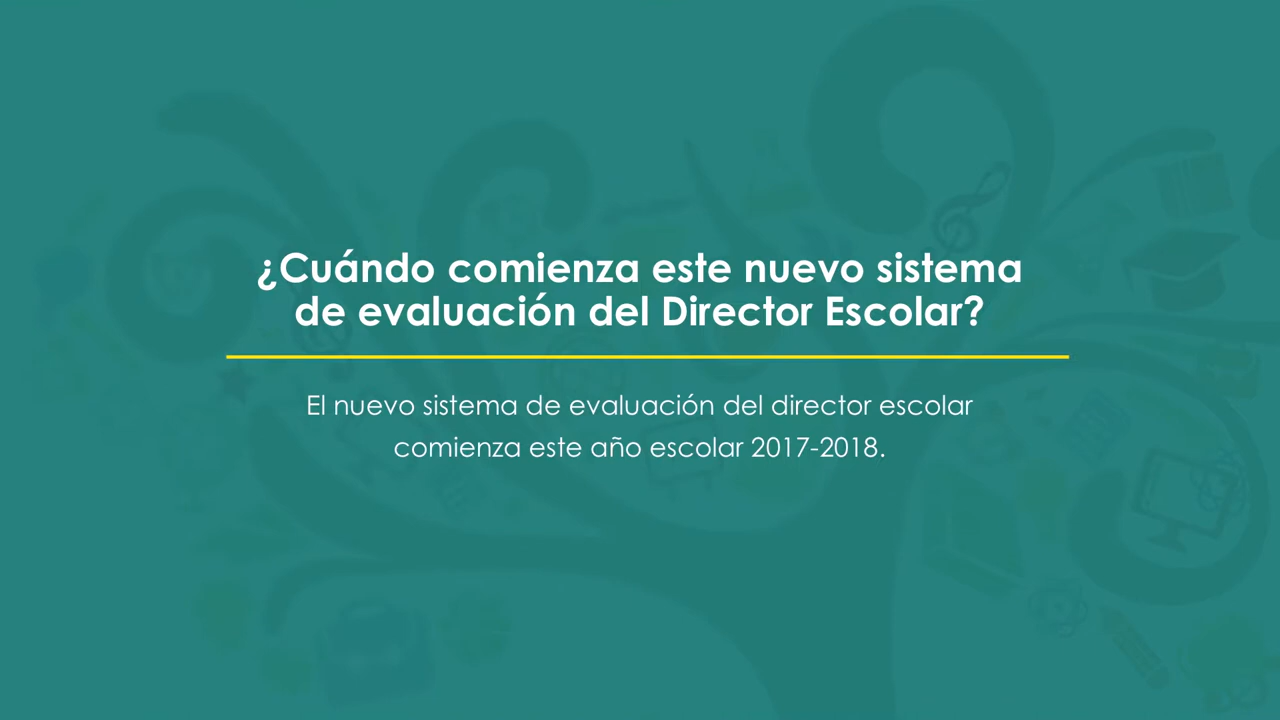 ¿Cuándo comienza este nuevo sistema
de evaluación del Director Escolar?
El nuevo sistema de evaluación del director escolar
comienza este año escolar 2017-2018.